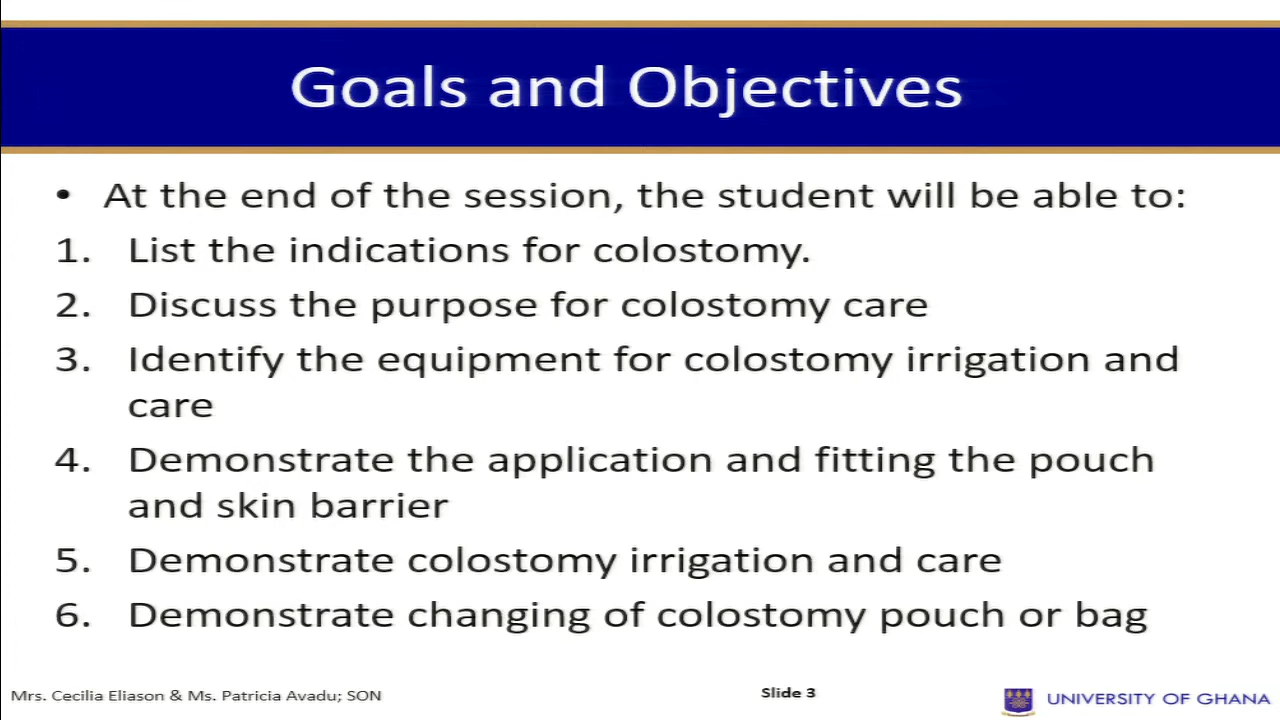 Goals and Objectives
• At the end of the session, the student will be able to:
1. List the indications for colostomy.
2. Discuss the purpose for colostomy care
3. Identify the equipment for colostomy irrigation and
care
4. Demonstrate the application and fitting the pouch
and skin barrier
5. Demonstrate colostomy irrigation and care
6. Demonstrate changing of colostomy pouch or bag
Mrs. Cecilia Eliason & Ms. Patricia Avadu; SON
Slide 3
UNIVERSITY OF GHANA